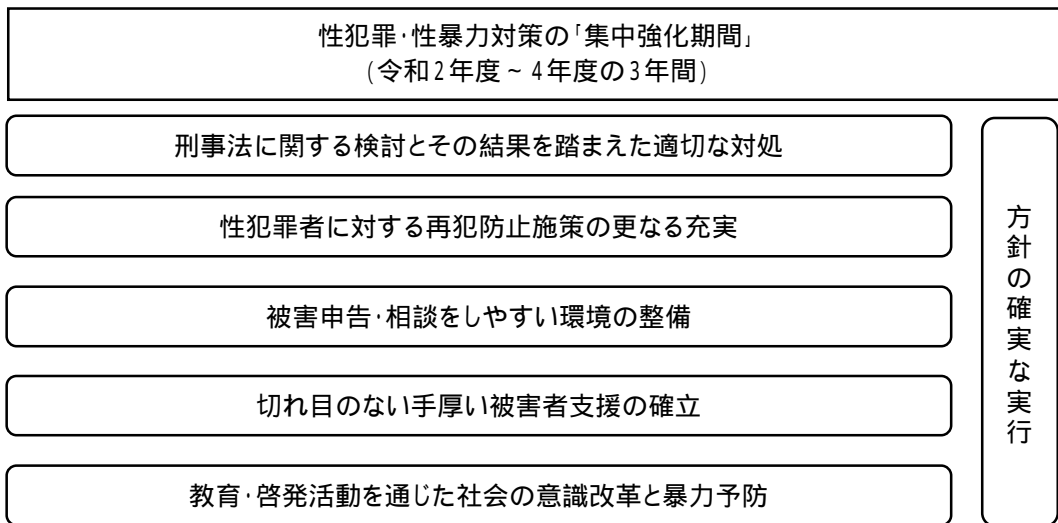 性犯罪・性暴力対策の「集中強化期間」
(令和2年度~4年度の3年間)
刑事法に関する検討とその結果を踏まえた適切な対処
性犯罪者に対する再犯防止施策の更なる充実
被害申告・相談をしやすい環境の整備
切れ目のない手厚い被害者支援の確立
教育・啓発活動を通じた社会の意識改革と暴力予防
方針の確実な実行